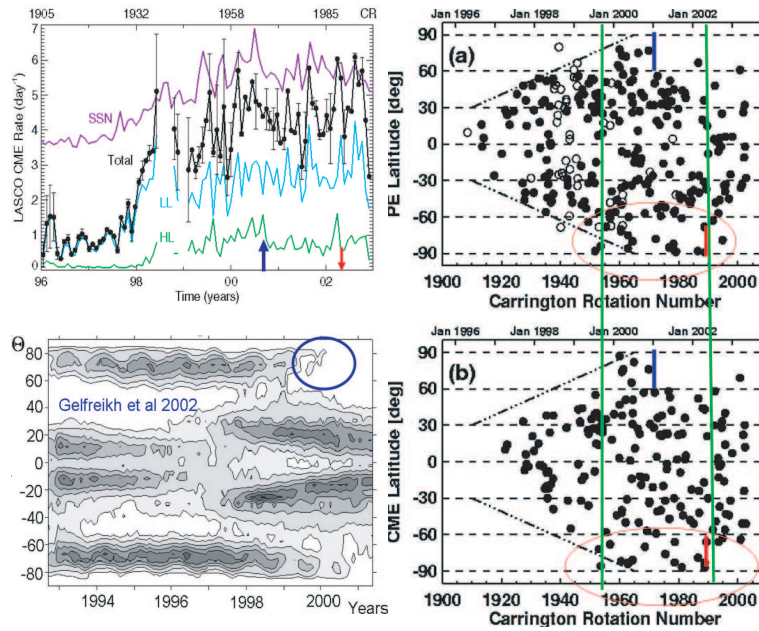 1905 1932 1958 1985 CR
LASCO CME Rate (day⁻¹)
7
6
5
4
3
2
1
0
SSN
Total
LL
HL
96 98 00 02
Time (years)
Jan 1996 Jan 1998 Jan 2000 Jan 2002
(a)
PE Latitude [deg]
90
60
30
0
-30
-60
-90
1900 1920 1940 1960 1980 2000
Carrington Rotation Number
Θ
80
60
40
20
0
-20
-40
-60
-80
Gelfreikh et al 2002
1994 1996 1998 2000 Years
Jan 1996 Jan 1998 Jan 2000 Jan 2002
(b)
CME Latitude [deg]
90
60
30
0
-30
-60
-90
1900 1920 1940 1960 1980 2000
Carrington Rotation Number